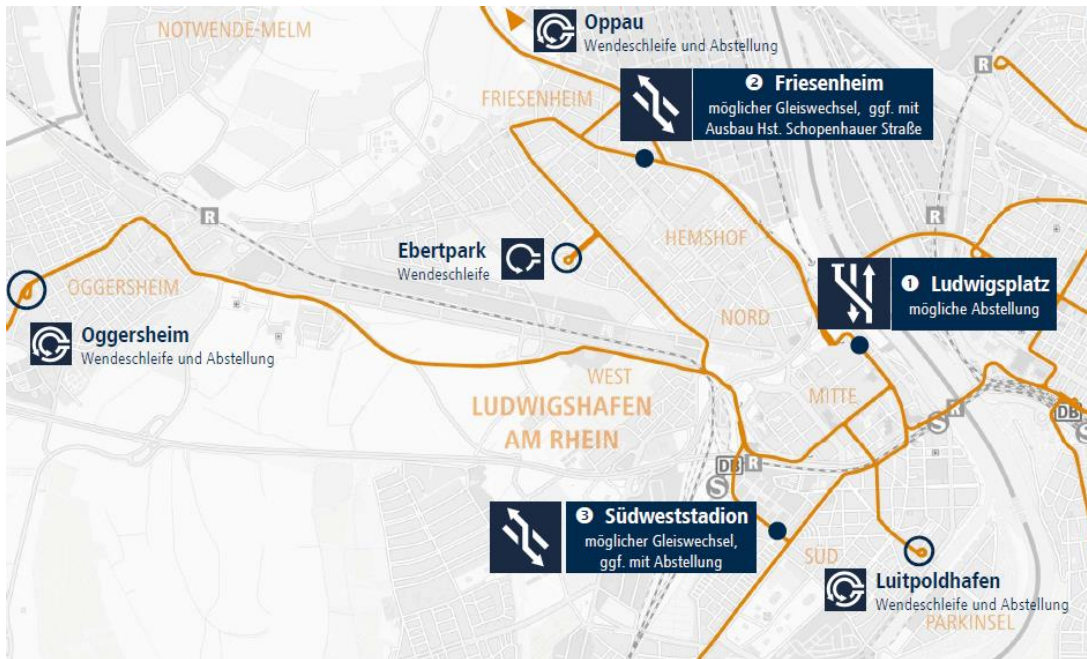 NOTWENDE-MELM
Oppau
Wendeschleife und Abstellung
R
❷ Friesenheim
möglicher Gleiswechsel, ggf. mit
Ausbau Hst. Schopenhauer Straße
FRIESENHEIM
R
R
HEMSHOF
Ebertpark
Wendeschleife
❶ Ludwigsplatz
mögliche Abstellung
OGGERSHEIM
NORD
Oggersheim
Wendeschleife und Abstellung
WEST
MITTE
LUDWIGSHAFEN
AM RHEIN
R
S
DB
S
DB R
S
❸ Südweststadion
möglicher Gleiswechsel,
ggf. mit Abstellung
SÜD
Luitpoldhafen
Wendeschleife und Abstellung
PARKINSEL